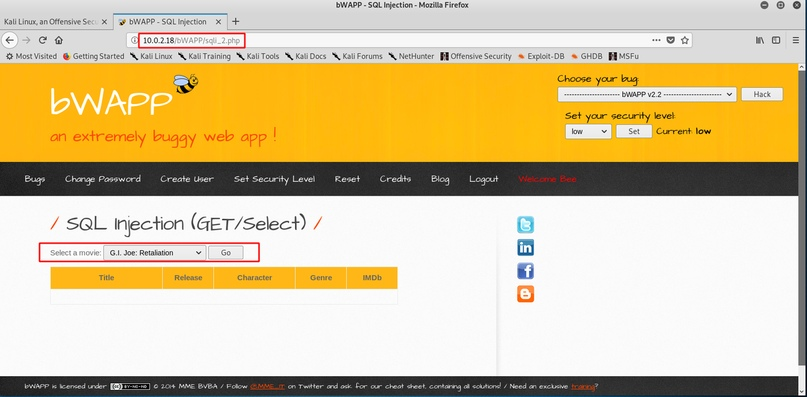 bWAPP - SQL Injection - Mozilla Firefox
Kali Linux, an Offensive Sec
bWAPP - SQL Injection
10.0.2.18/bWAPP/sqli_2.php
Most Visited Getting Started Kali Linux Kali Training Kali Tools Kali Docs Kali Forums NetHunter Offensive Security Exploit-DB GHDB MSFu
bWAPP
an extremely buggy web app !
Choose your bug:
---------------------- bWAPP v2.2 ----------------------- Hack
Set your security level:
low Set Current: low
Bugs Change Password Create User Set Security Level Reset Credits Blog Logout Welcome Bee
/ SQL Injection (GET/Select) /
Select a movie: G.I. Joe: Retaliation Go
Title Release Character Genre IMDb
bWAPP is licensed under (cc) BY-NC-ND © 2014 MME BVBA / Follow @MME_IT on Twitter and ask for our cheat sheet, containing all solutions! / Need an exclusive training?